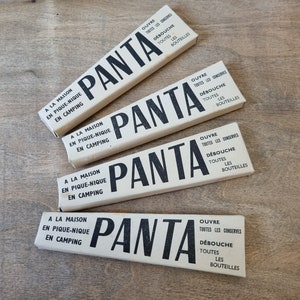 A LA MAISON
EN PIQUE-NIQUE
EN CAMPING
PANTA
OUVRE
TOUTES LES CONSERVES
DÉBOUCHE
TOUTES
LES
BOUTEILLES
A LA MAISON
EN PIQUE-NIQUE
EN CAMPING
PANTA
OUVRE
TOUTES LES CONSERVES
DÉBOUCHE
TOUTES
LES
BOUTEILLES
A LA MAISON
EN PIQUE-NIQUE
EN CAMPING
PANTA
OUVRE
TOUTES LES CONSERVES
DÉBOUCHE
TOUTES
LES
BOUTEILLES
A LA MAISON
EN PIQUE-NIQUE
EN CAMPING
PANTA
OUVRE
TOUTES LES CONSERVES
DÉBOUCHE
TOUTES
LES
BOUTEILLES